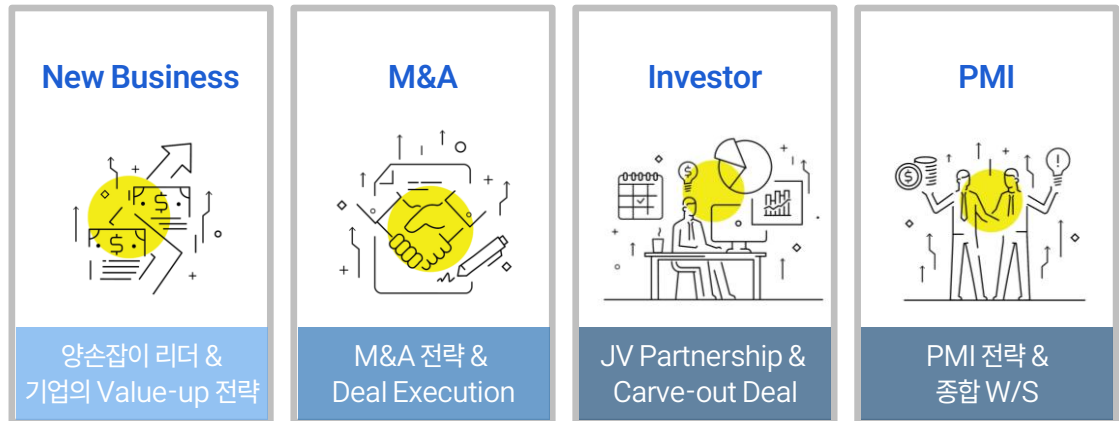 New Business
양손잡이 리더 &
기업의 Value-up 전략
M&A
M&A 전략 &
Deal Execution
Investor
JV Partnership &
Carve-out Deal
PMI
PMI 전략 &
종합 W/S